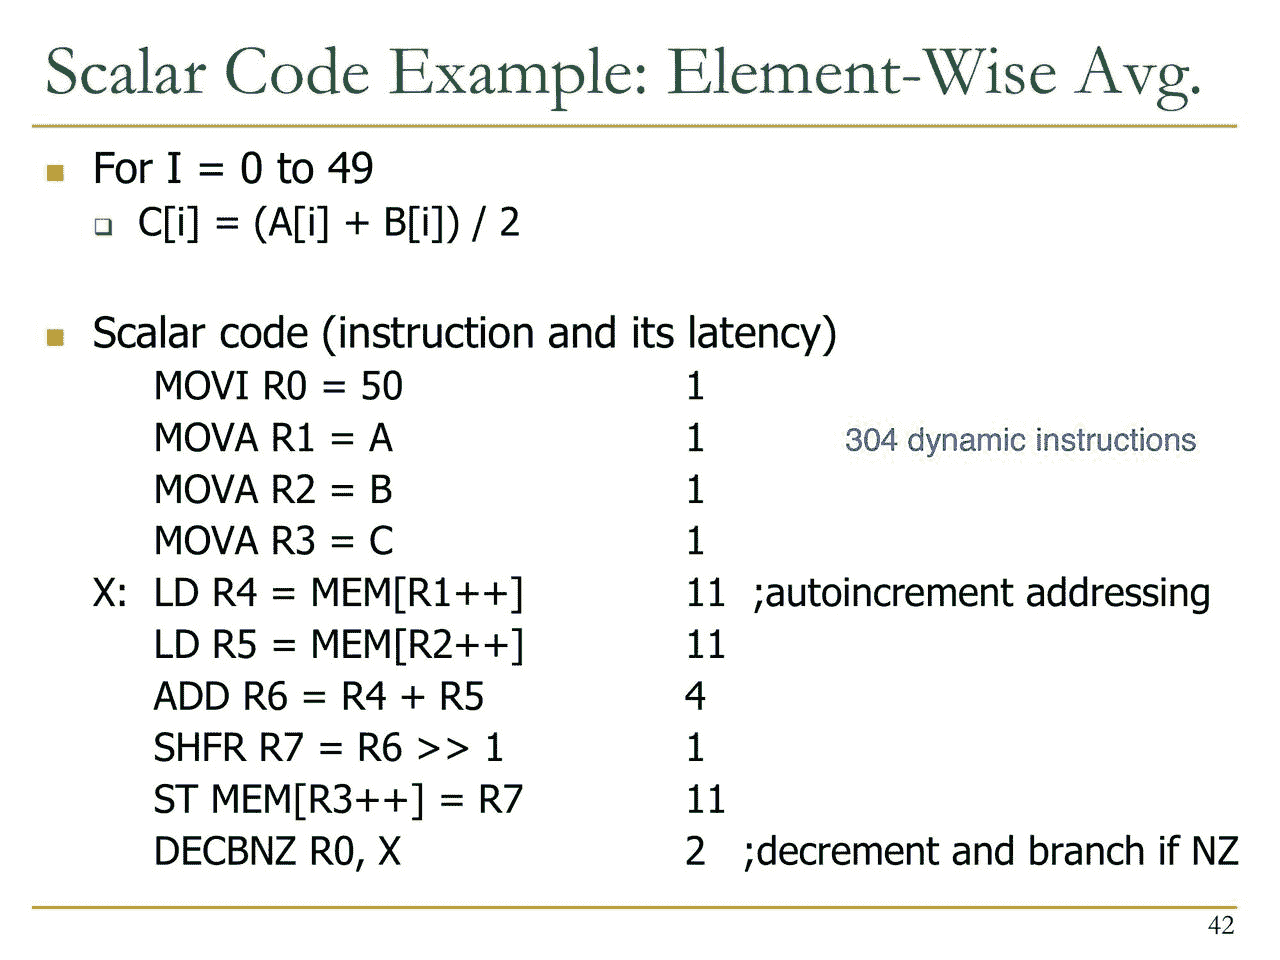 Scalar Code Example: Element-Wise Avg.
For I = 0 to 49
C[i] = (A[i] + B[i]) / 2
Scalar code (instruction and its latency)
MOVI R0 = 50 1
MOVA R1 = A 1 304 dynamic instructions
MOVA R2 = B 1
MOVA R3 = C 1
X: LD R4 = MEM[R1++] 11 ;autoincrement addressing
LD R5 = MEM[R2++] 11
ADD R6 = R4 + R5 4
SHFR R7 = R6 >> 1 1
ST MEM[R3++] = R7 11
DECBNZ R0, X 2 ;decrement and branch if NZ
42